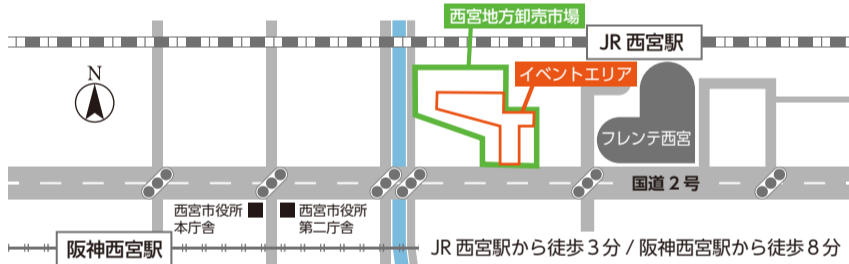 西宮地方卸売市場
JR 西宮駅
イベントエリア
N
フレンテ西宮
国道2号
西宮市役所
本庁舎
西宮市役所
第二庁舎
阪神西宮駅
JR 西宮駅から徒歩3分 / 阪神西宮駅から徒歩8分